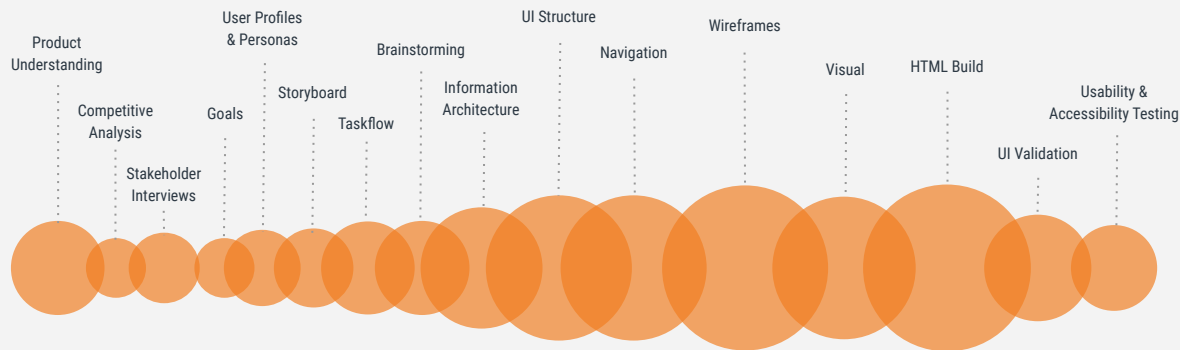 Product
Understanding
Competitive
Analysis
Stakeholder
Interviews
Goals
User Profiles
& Personas
Storyboard
Taskflow
Brainstorming
Information
Architecture
UI Structure
Navigation
Wireframes
Visual
HTML Build
UI Validation
Usability &
Accessibility Testing